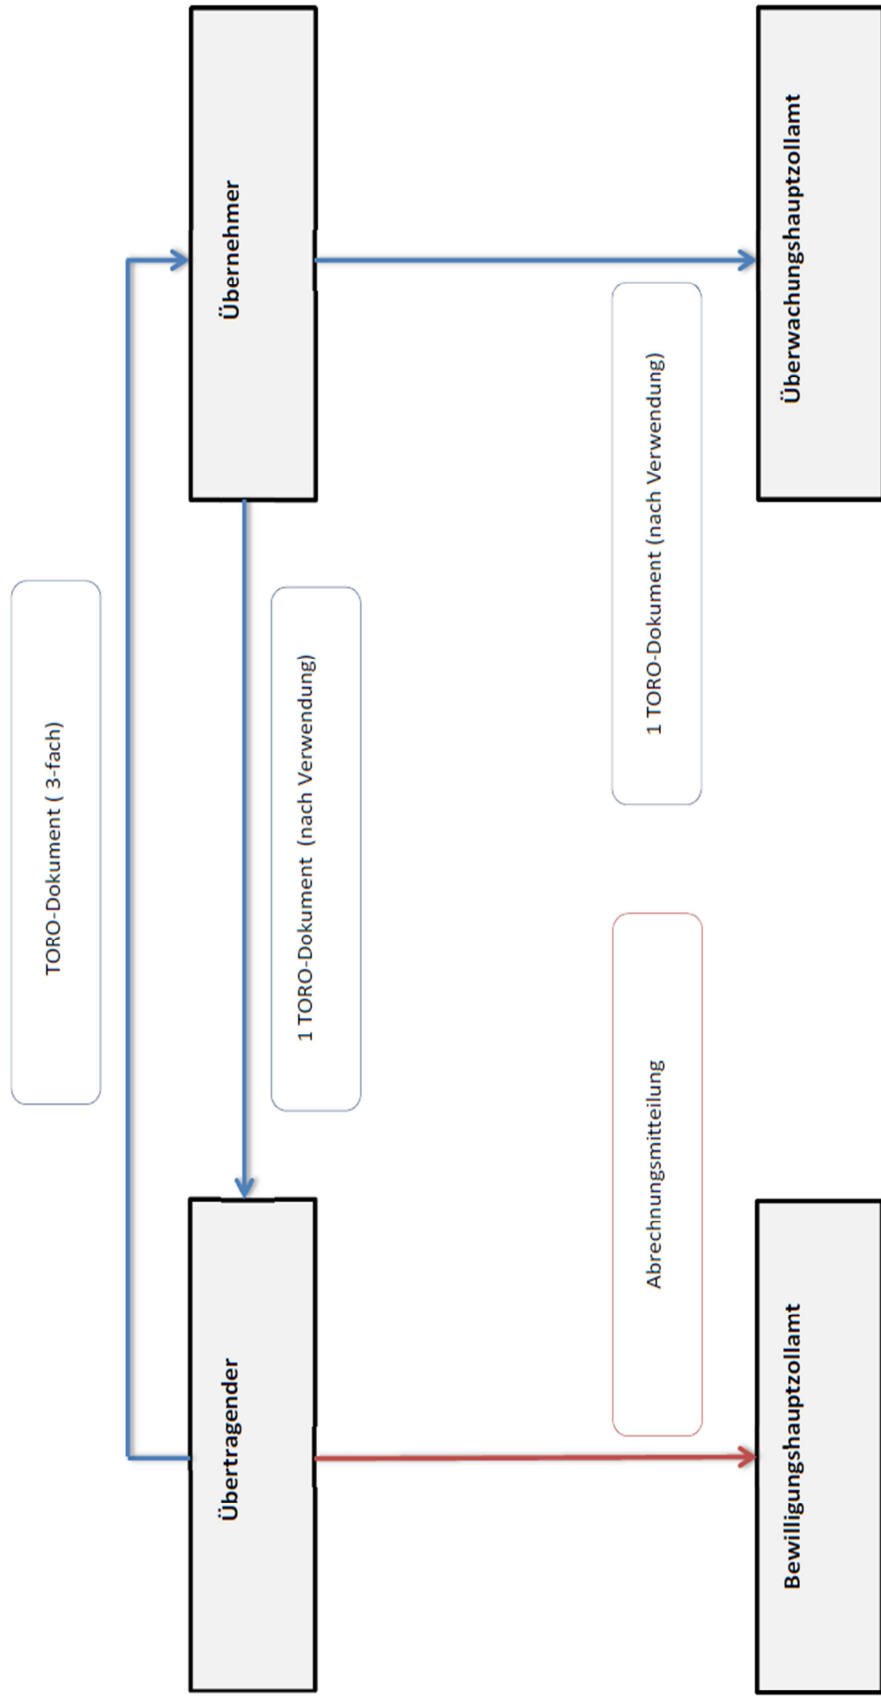 TORO-Dokument ( 3-fach)
Übertragender
Übernehmer
1 TORO-Dokument (nach Verwendung)
Abrechnungsmitteilung
1 TORO-Dokument (nach Verwendung)
Bewilligungshauptzollamt
Überwachungshauptzollamt